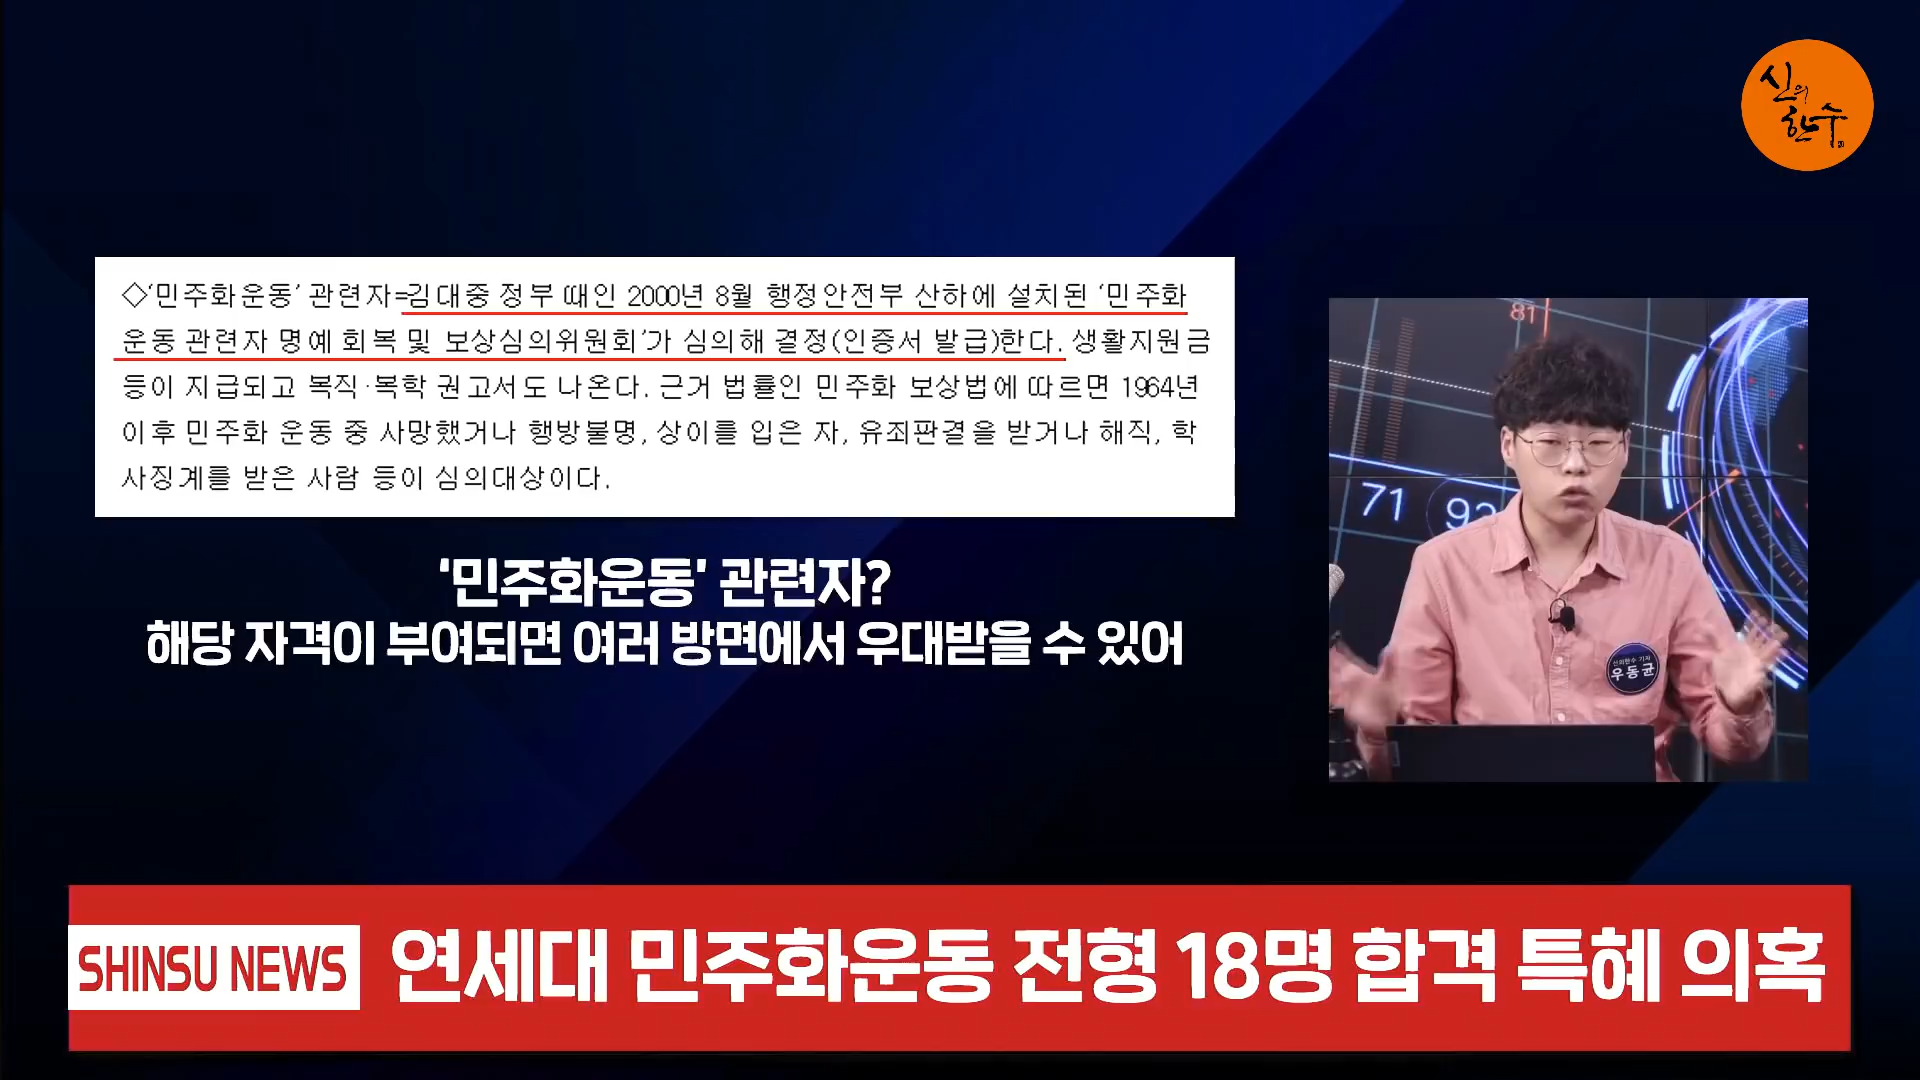 신의
한수
◇‘민주화운동’ 관련자=김대중 정부 때인 2000년 8월 행정안전부 산하에 설치된 ‘민주화
운동 관련자 명예 회복 및 보상심의위원회’가 심의해 결정(인증서 발급)한다. 생활지원금
등이 지급되고 복직·복학 권고서도 나온다. 근거 법률인 민주화 보상법에 따르면 1964년
이후 민주화 운동 중 사망했거나 행방불명, 상이를 입은 자, 유죄판결을 받거나 해직, 학
사징계를 받은 사람 등이 심의대상이다.
81
71 92
신의한수 기자
우동균
‘민주화운동’ 관련자?
해당 자격이 부여되면 여러 방면에서 우대받을 수 있어
SHINSU NEWS 연세대 민주화운동 전형 18명 합격 특혜 의혹